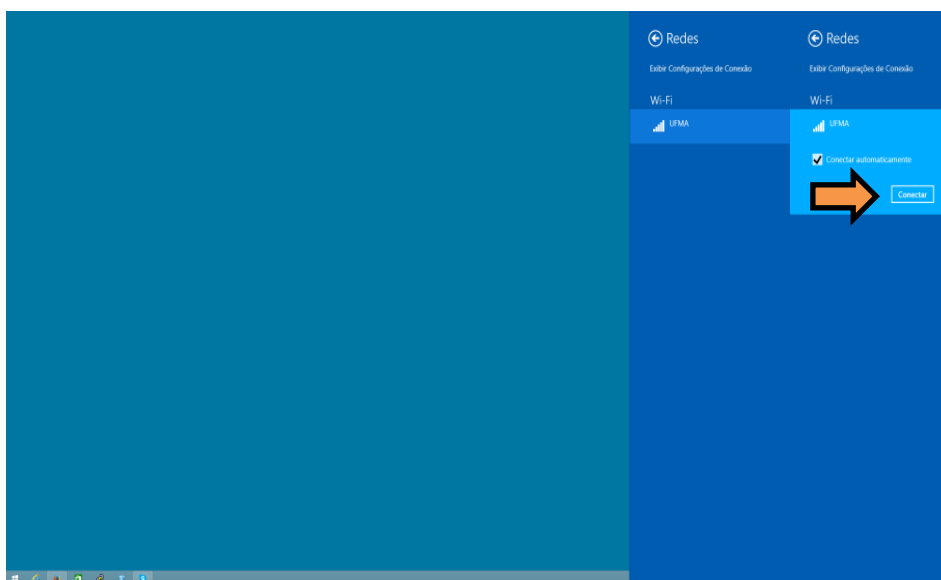 Redes
Exibir Configurações de Conexão
Wi-Fi
UFMA
Redes
Exibir Configurações de Conexão
Wi-Fi
UFMA
Conectar automaticamente
Conectar